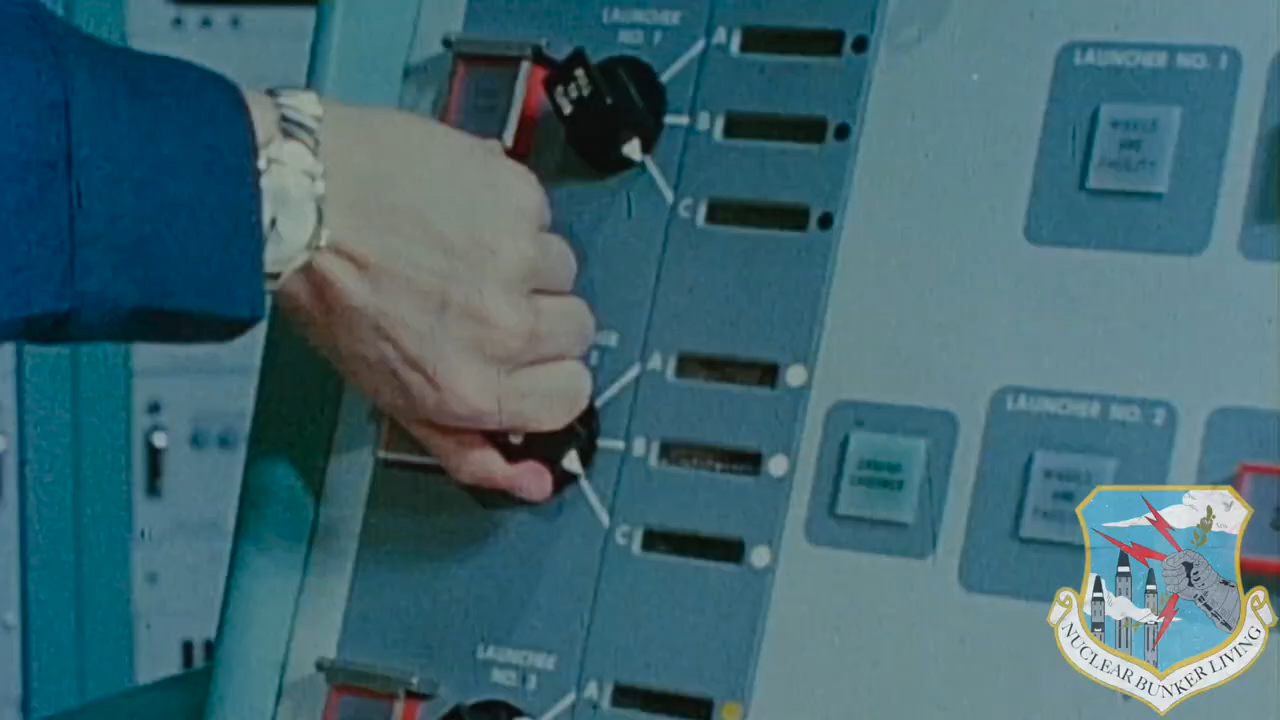 LAUNCHER
NO. 1
A
B
C
LAUNCHER NO. 1
A
B
C
LAUNCHER NO. 2
LAUNCHER
NO. 3
A
NUCLEAR BUNKER LIVING